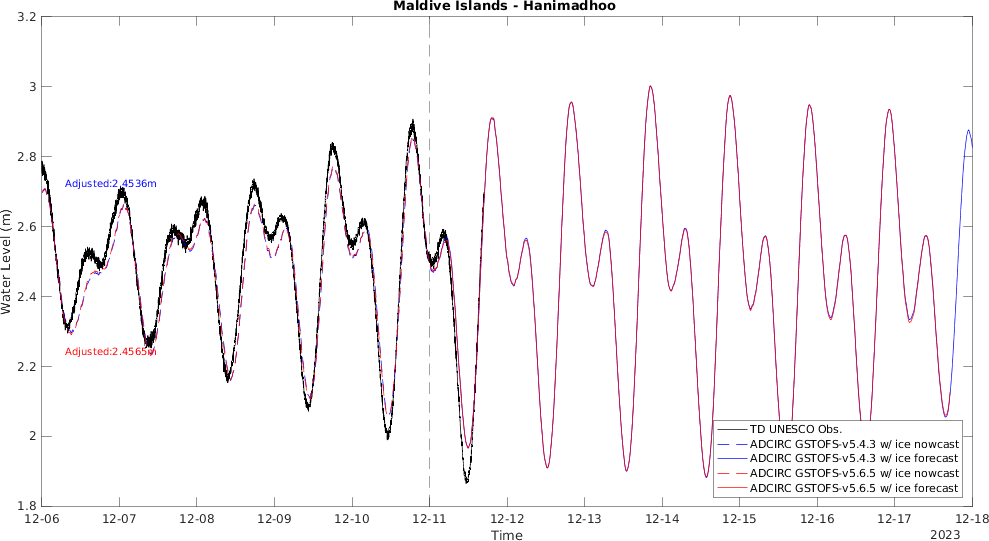 Maldive Islands - Hanimadhoo
3.2
3
2.8
2.6
2.4
2.2
2
1.8
Water Level (m)
Adjusted:2.4536m
Adjusted:2.4565m
TD UNESCO Obs.
ADCIRC GSTOFS-v5.4.3 w/ ice nowcast
ADCIRC GSTOFS-v5.4.3 w/ ice forecast
ADCIRC GSTOFS-v5.6.5 w/ ice nowcast
ADCIRC GSTOFS-v5.6.5 w/ ice forecast
12-06 12-07 12-08 12-09 12-10 12-11 12-12 12-13 12-14 12-15 12-16 12-17 12-18
Time
2023